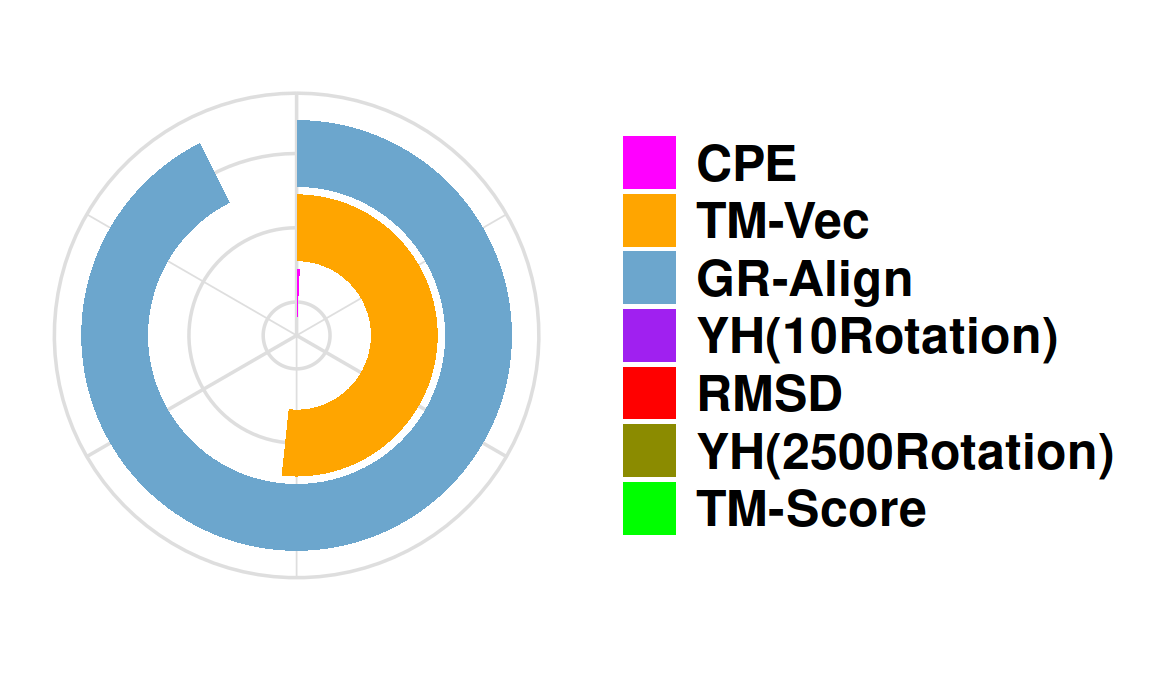 CPE
TM-Vec
GR-Align
YH(10Rotation)
RMSD
YH(2500Rotation)
TM-Score